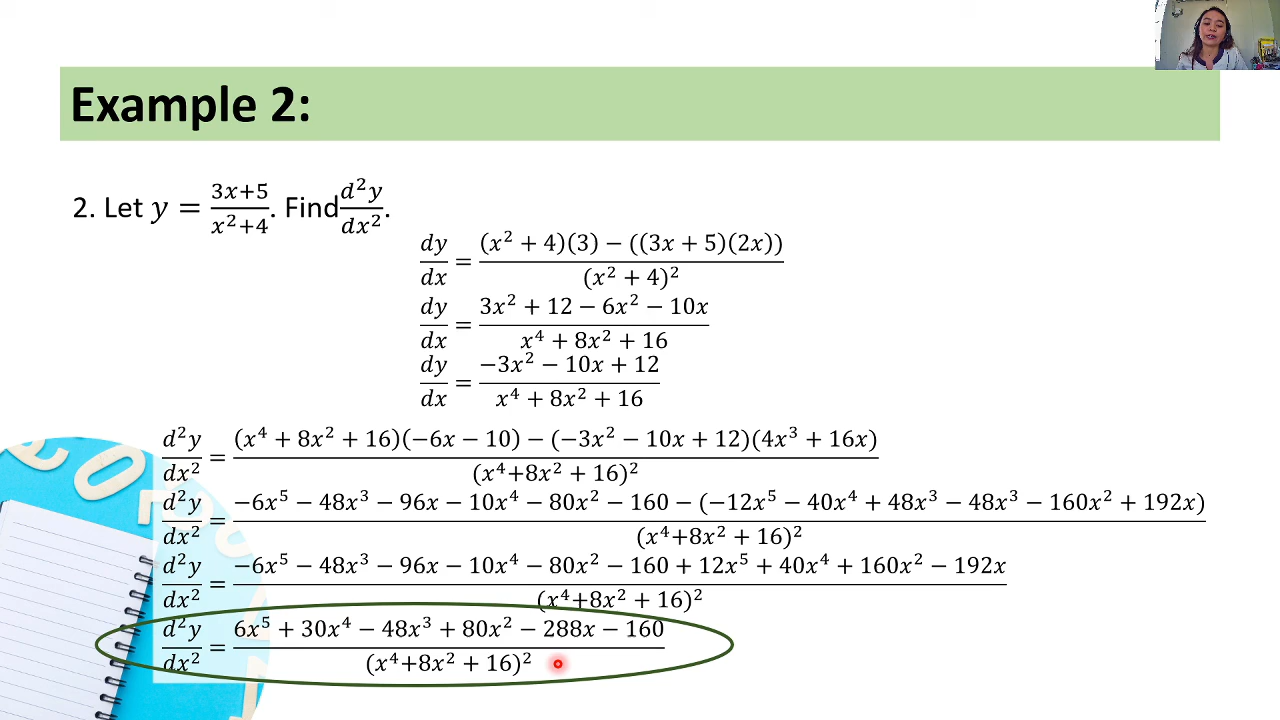 Example 2:
2. Let y = (3x+5)/(x²+4). Find d²y/dx².
dy/dx = ((x² + 4)(3) − ((3x + 5)(2x)))/(x² + 4)²
dy/dx = (3x² + 12 − 6x² − 10x)/(x⁴ + 8x² + 16)
dy/dx = (−3x² − 10x + 12)/(x⁴ + 8x² + 16)
d²y/dx² = ((x⁴ + 8x² + 16)(−6x − 10) − (−3x² − 10x + 12)(4x³ + 16x))/(x⁴+8x² + 16)²
d²y/dx² = (−6x⁵ − 48x³ − 96x − 10x⁴ − 80x² − 160 − (−12x⁵ − 40x⁴ + 48x³ − 48x³ − 160x² + 192x))/(x⁴+8x² + 16)²
d²y/dx² = (−6x⁵ − 48x³ − 96x − 10x⁴ − 80x² − 160 + 12x⁵ + 40x⁴ + 160x² − 192x)/(x⁴+8x² + 16)²
d²y/dx² = (6x⁵ + 30x⁴ − 48x³ + 80x² − 288x − 160)/(x⁴+8x² + 16)²